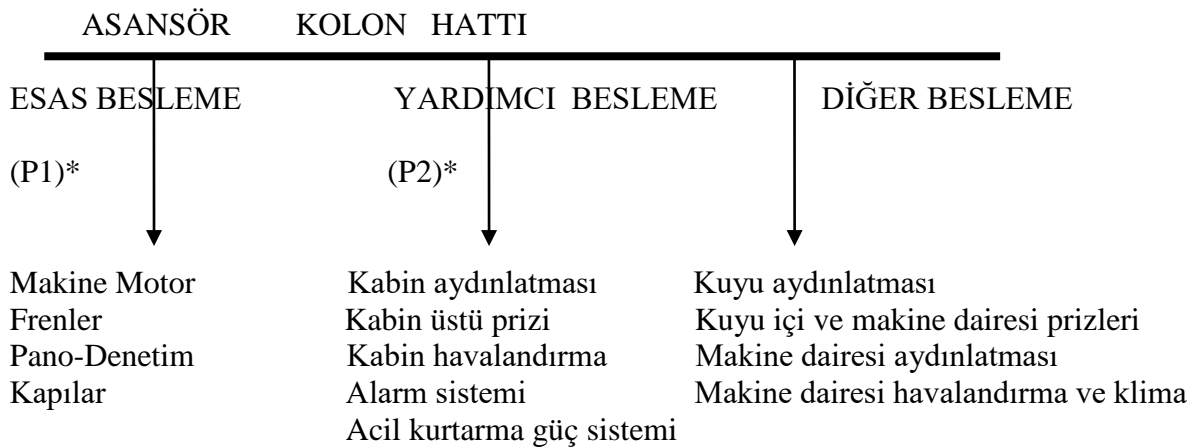 ASANSÖR KOLON HATTI
ESAS BESLEME YARDIMCI BESLEME DİĞER BESLEME
(P1)* (P2)*
Makine Motor Kabin aydınlatması Kuyu aydınlatması
Frenler Kabin üstü prizi Kuyu içi ve makine dairesi prizleri
Pano-Denetim Kabin havalandırma Makine dairesi aydınlatması
Kapılar Alarm sistemi Makine dairesi havalandırma ve klima
Acil kurtarma güç sistemi